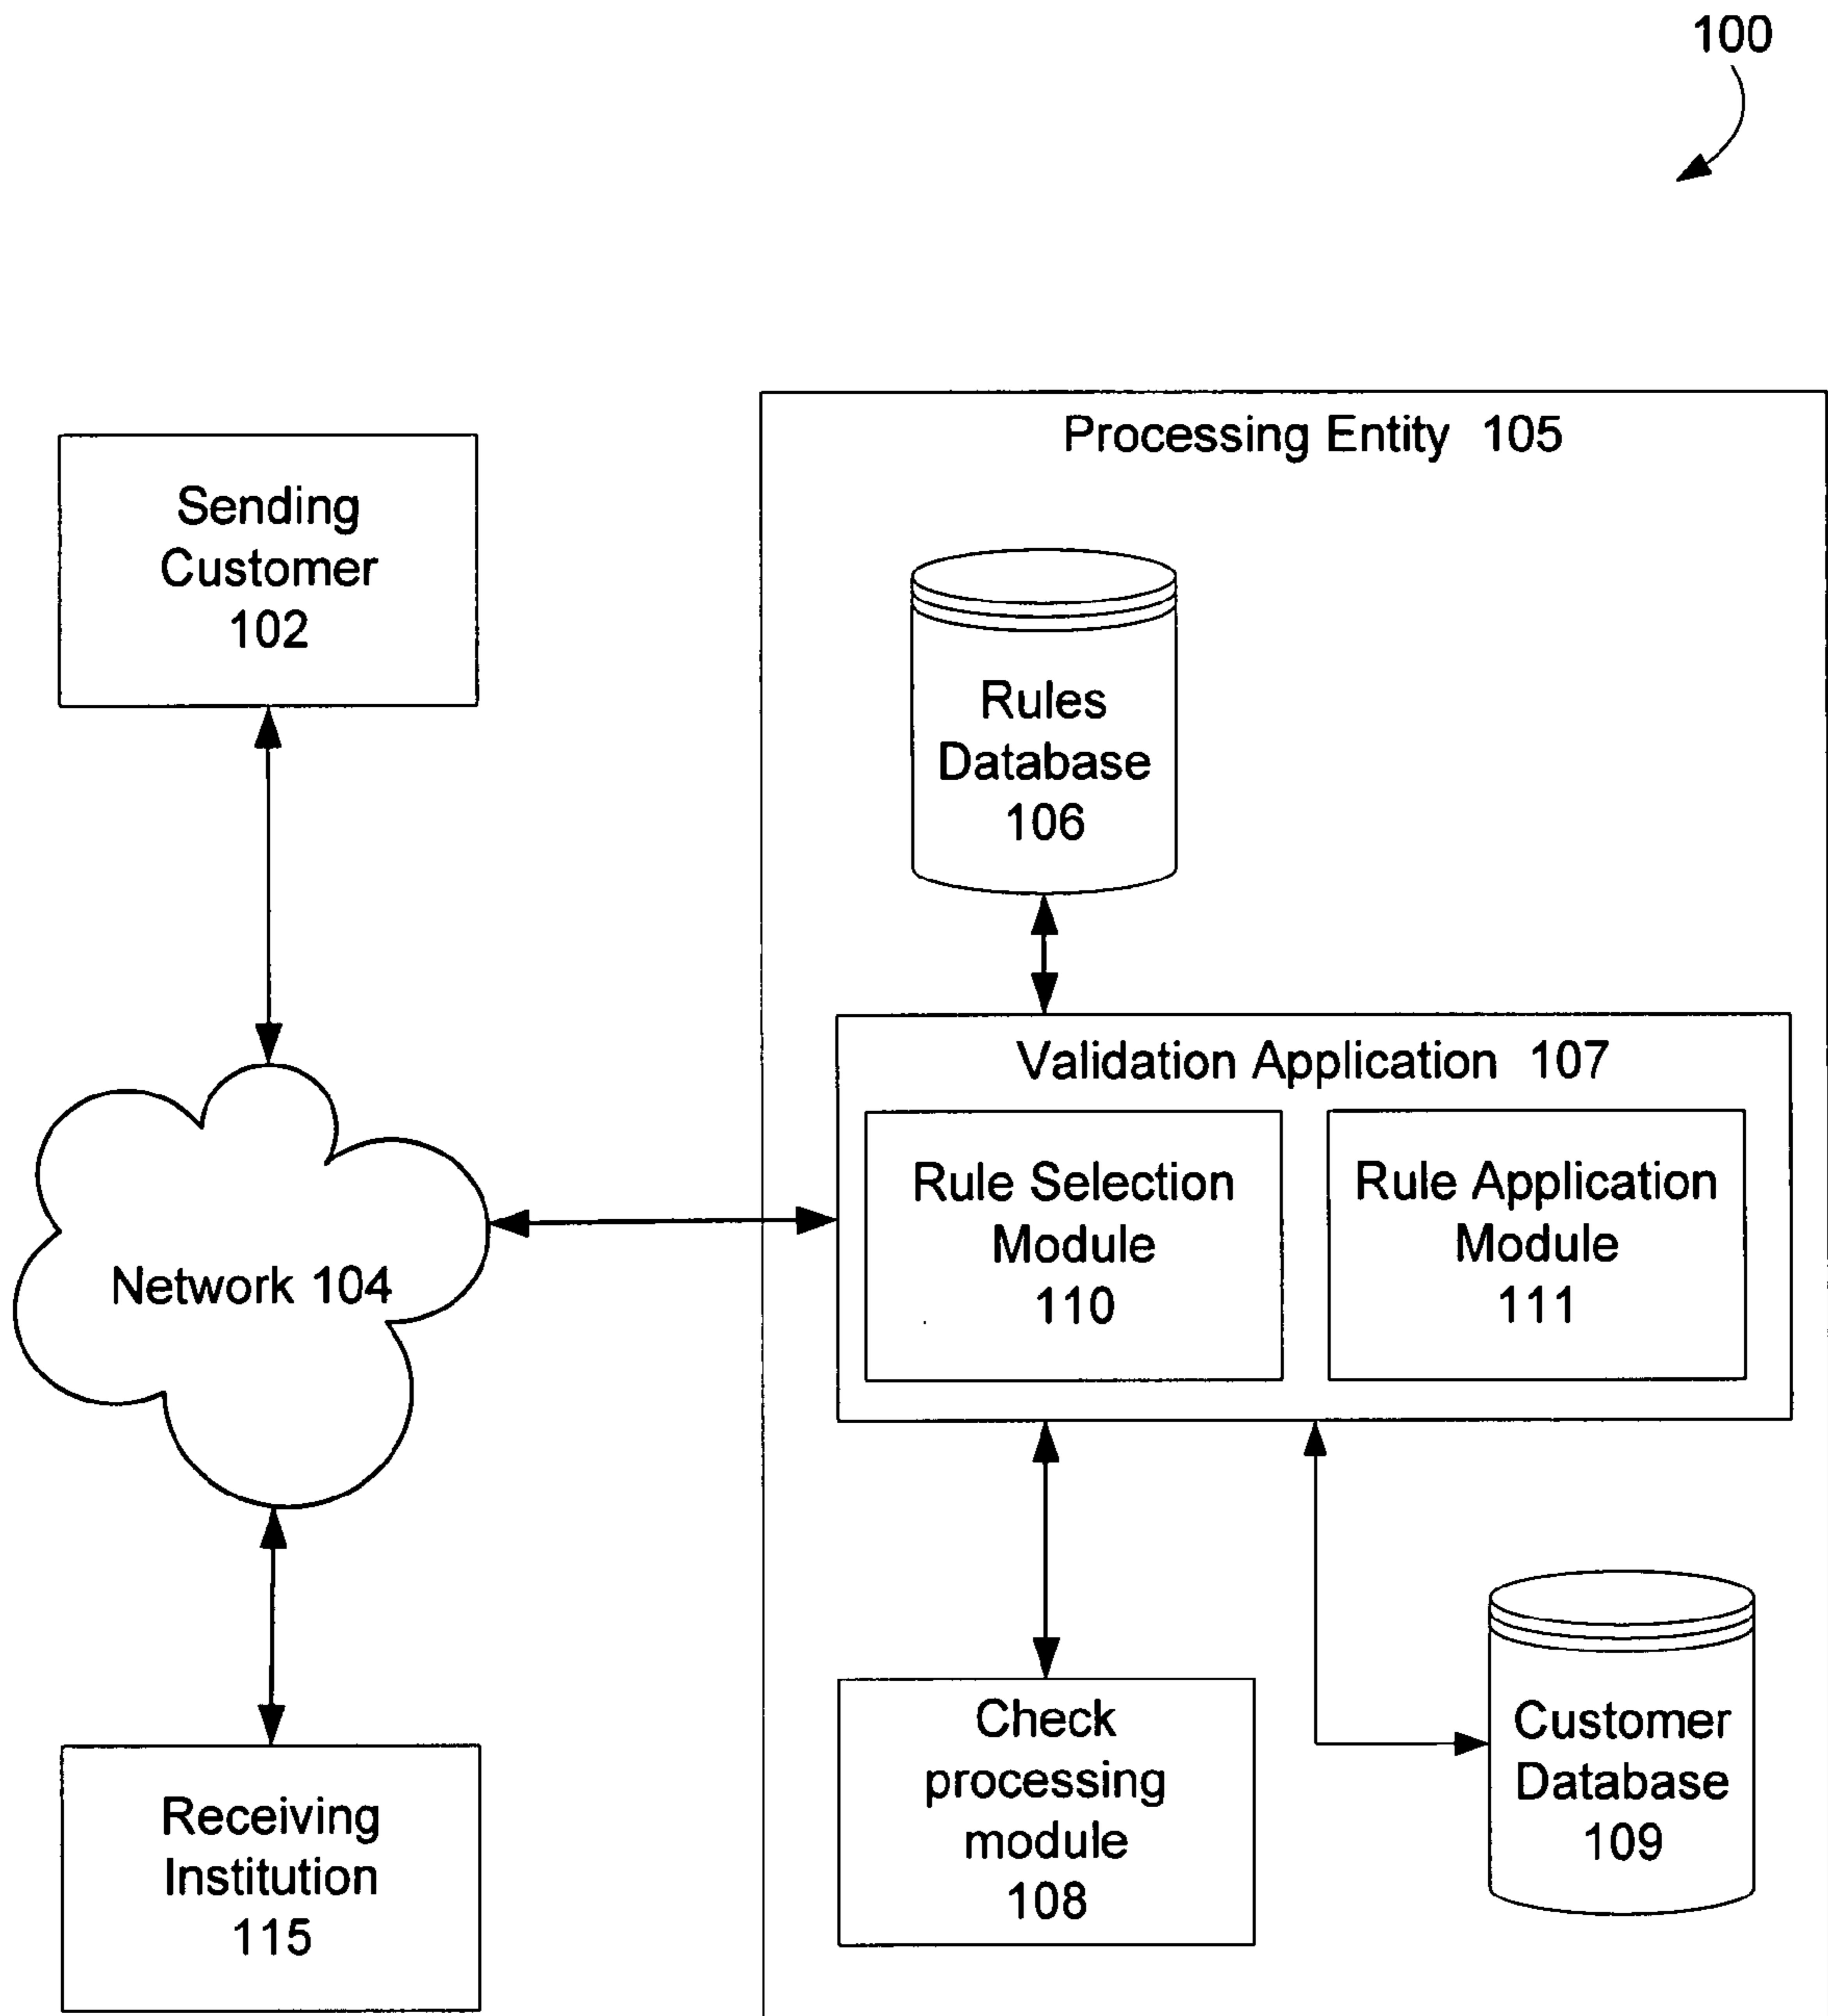 100
Processing Entity 105
Sending
Customer
102
Rules
Database
106
Validation Application 107
Rule Selection
Module
110
Rule Application
Module
111
Network 104
Check
processing
module
108
Customer
Database
109
Receiving
Institution
115